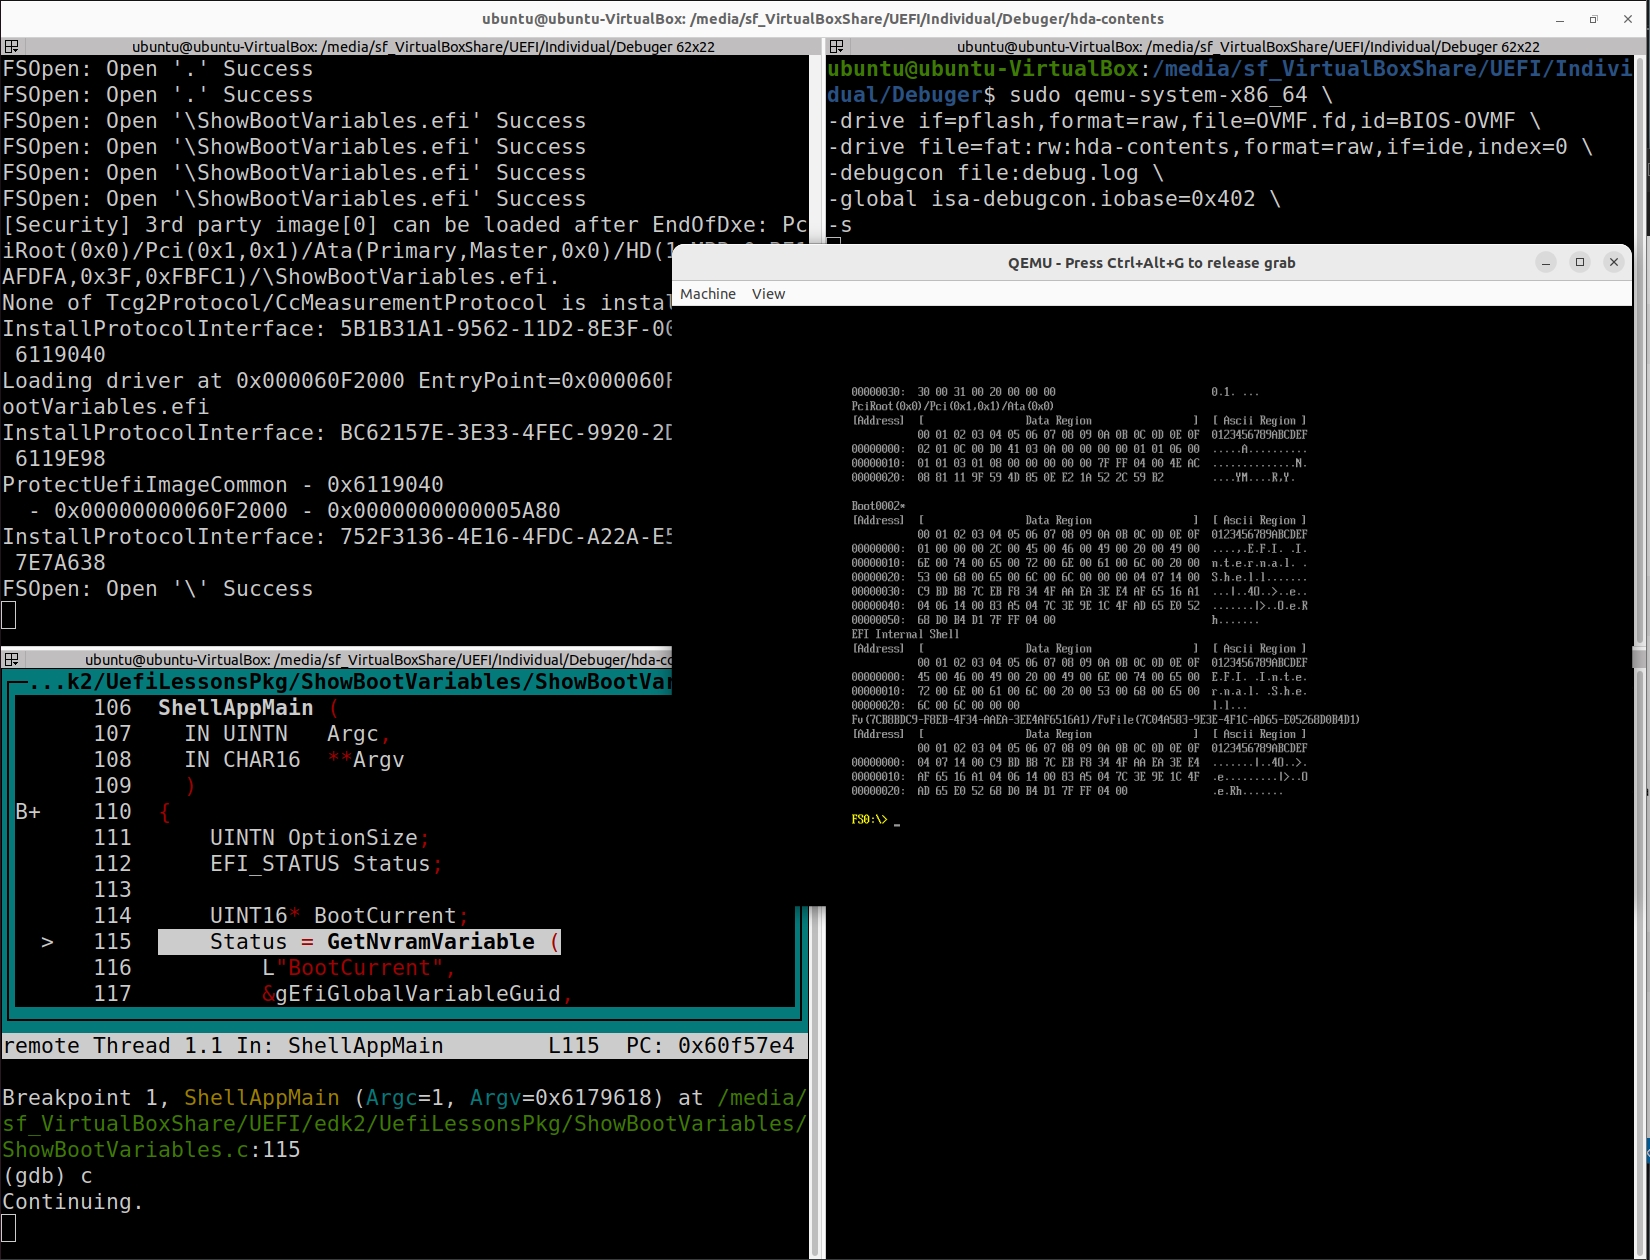 ubuntu@ubuntu-VirtualBox: /media/sf_VirtualBoxShare/UEFI/Individual/Debuger/hda-contents
ubuntu@ubuntu-VirtualBox: /media/sf_VirtualBoxShare/UEFI/Individual/Debuger 62x22
FSOpen: Open '.' Success
FSOpen: Open '.' Success
FSOpen: Open '\ShowBootVariables.efi' Success
FSOpen: Open '\ShowBootVariables.efi' Success
FSOpen: Open '\ShowBootVariables.efi' Success
FSOpen: Open '\ShowBootVariables.efi' Success
[Security] 3rd party image[0] can be loaded after EndOfDxe: Pc
iRoot(0x0)/Pci(0x1,0x1)/Ata(Primary,Master,0x0)/HD(1
AFDFA,0x3F,0xFBFC1)/\ShowBootVariables.efi.
None of Tcg2Protocol/CcMeasurementProtocol is instal
InstallProtocolInterface: 5B1B31A1-9562-11D2-8E3F-00
6119040
Loading driver at 0x000060F2000 EntryPoint=0x000060F
ootVariables.efi
InstallProtocolInterface: BC62157E-3E33-4FEC-9920-2D
6119E98
ProtectUefiImageCommon - 0x6119040
- 0x00000000060F2000 - 0x0000000000005A80
InstallProtocolInterface: 752F3136-4E16-4FDC-A22A-E5
7E7A638
FSOpen: Open '\' Success
ubuntu@ubuntu-VirtualBox: /media/sf_VirtualBoxShare/UEFI/Individual/Debuger 62x22
ubuntu@ubuntu-VirtualBox:/media/sf_VirtualBoxShare/UEFI/Indivi
dual/Debuger$ sudo qemu-system-x86_64 \
-drive if=pflash,format=raw,file=OVMF.fd,id=BIOS-OVMF \
-drive file=fat:rw:hda-contents,format=raw,if=ide,index=0 \
-debugcon file:debug.log \
-global isa-debugcon.iobase=0x402 \
-s
QEMU - Press Ctrl+Alt+G to release grab
Machine View
00000030: 30 00 31 00 20 00 00 00 0.1. ...
PciRoot(0x0)/Pci(0x1,0x1)/Ata(0x0)
[Address] [ Data Region ] [ Ascii Region ]
00 01 02 03 04 05 06 07 08 09 0A 0B 0C 0D 0E 0F 0123456789ABCDEF
00000000: 02 01 0C 00 D0 41 03 0A 00 00 00 00 01 01 06 00 .....A..........
00000010: 01 01 03 01 08 00 00 00 00 00 7F FF 04 00 4E AC ..............N.
00000020: 08 81 11 9F 59 4D 85 0E E2 1A 52 2C 59 B2 ....YM....R,Y.
Boot0002*
[Address] [ Data Region ] [ Ascii Region ]
00 01 02 03 04 05 06 07 08 09 0A 0B 0C 0D 0E 0F 0123456789ABCDEF
00000000: 01 00 00 00 2C 00 45 00 46 00 49 00 20 00 49 00 ....,.E.F.I. .I.
00000010: 6E 00 74 00 65 00 72 00 6E 00 61 00 6C 00 20 00 n.t.e.r.n.a.l. .
00000020: 53 00 68 00 65 00 6C 00 6C 00 00 00 04 07 14 00 S.h.e.l.l.......
00000030: C9 BD B8 7C EB F8 34 4F AA EA 3E E4 AF 65 16 A1 ...|..4O..>..e..
00000040: 04 06 14 00 83 A5 04 7C 3E 9E 1C 4F AD 65 E0 52 .......|>..O.e.R
00000050: 68 D0 B4 D1 7F FF 04 00 h.......
EFI Internal Shell
[Address] [ Data Region ] [ Ascii Region ]
00 01 02 03 04 05 06 07 08 09 0A 0B 0C 0D 0E 0F 0123456789ABCDEF
00000000: 45 00 46 00 49 00 20 00 49 00 6E 00 74 00 65 00 E.F.I. .I.n.t.e.
00000010: 72 00 6E 00 61 00 6C 00 20 00 53 00 68 00 65 00 r.n.a.l. .S.h.e.
00000020: 6C 00 6C 00 00 00 l.l...
Fv(7CB8BDC9-F8EB-4F34-AAEA-3EE4AF6516A1)/FvFile(7C04A583-9E3E-4F1C-AD65-E05268D0B4D1)
[Address] [ Data Region ] [ Ascii Region ]
00 01 02 03 04 05 06 07 08 09 0A 0B 0C 0D 0E 0F 0123456789ABCDEF
00000000: 04 07 14 00 C9 BD B8 7C EB F8 34 4F AA EA 3E E4 .......|..4O..>.
00000010: AF 65 16 A1 04 06 14 00 83 A5 04 7C 3E 9E 1C 4F .e.........|>..O
00000020: AD 65 E0 52 68 D0 B4 D1 7F FF 04 00 .e.Rh.......
FS0:\> _
ubuntu@ubuntu-VirtualBox: /media/sf_VirtualBoxShare/UEFI/Individual/Debuger/hda-co
...k2/UefiLessonsPkg/ShowBootVariables/ShowBootVar
106 ShellAppMain (
107 IN UINTN Argc,
108 IN CHAR16 **Argv
109 )
B+ 110 {
111 UINTN OptionSize;
112 EFI_STATUS Status;
113
114 UINT16* BootCurrent;
> 115 Status = GetNvramVariable (
116 L"BootCurrent",
117 &gEfiGlobalVariableGuid,
remote Thread 1.1 In: ShellAppMain L115 PC: 0x60f57e4
Breakpoint 1, ShellAppMain (Argc=1, Argv=0x6179618) at /media/
sf_VirtualBoxShare/UEFI/edk2/UefiLessonsPkg/ShowBootVariables/
ShowBootVariables.c:115
(gdb) c
Continuing.